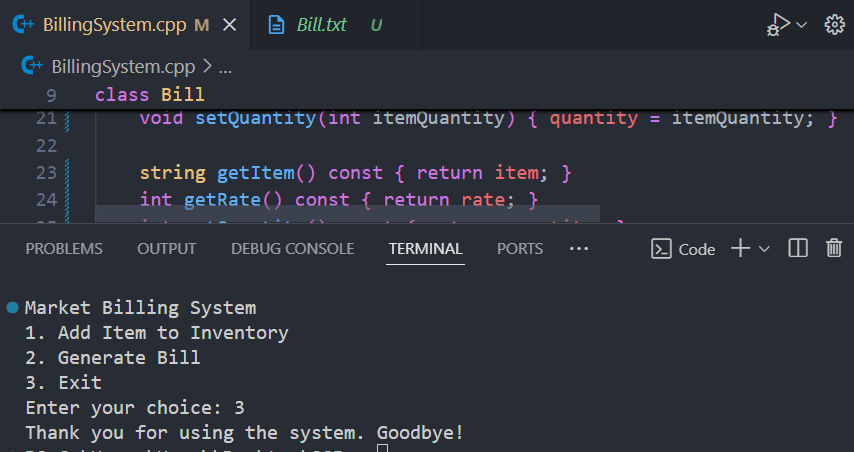 BillingSystem.cpp M Bill.txt U
BillingSystem.cpp > ...
9 class Bill
21 void setQuantity(int itemQuantity) { quantity = itemQuantity; }
22
23 string getItem() const { return item; }
24 int getRate() const { return rate; }
PROBLEMS OUTPUT DEBUG CONSOLE TERMINAL PORTS ··· Code
Market Billing System
1. Add Item to Inventory
2. Generate Bill
3. Exit
Enter your choice: 3
Thank you for using the system. Goodbye!